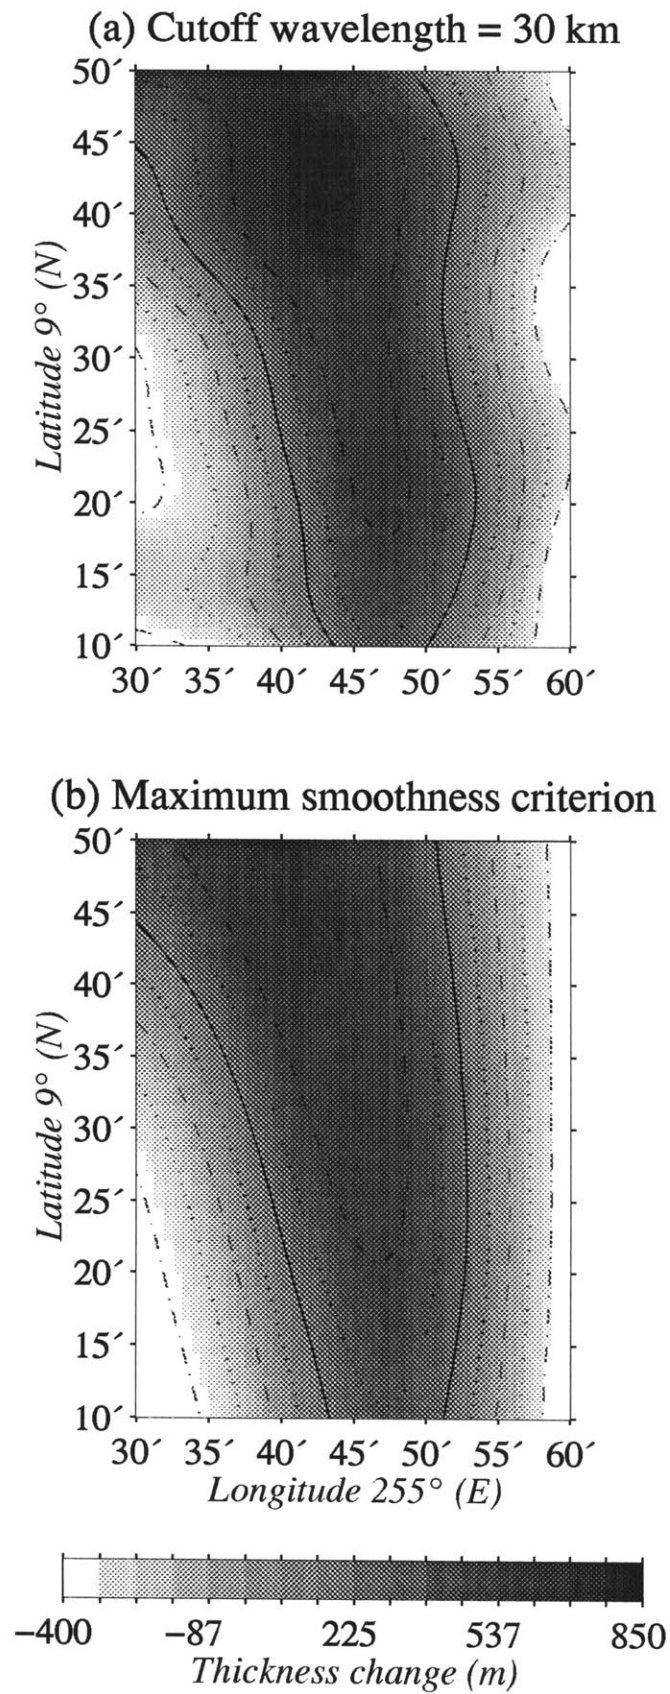 (a) Cutoff wavelength = 30 km
50´
45´
40´
35´
30´
25´
20´
15´
10´
Latitude 9° (N)
30´ 35´ 40´ 45´ 50´ 55´ 60´
(b) Maximum smoothness criterion
50´
45´
40´
35´
30´
25´
20´
15´
10´
Latitude 9° (N)
30´ 35´ 40´ 45´ 50´ 55´ 60´
Longitude 255° (E)
−400 −87 225 537 850
Thickness change (m)